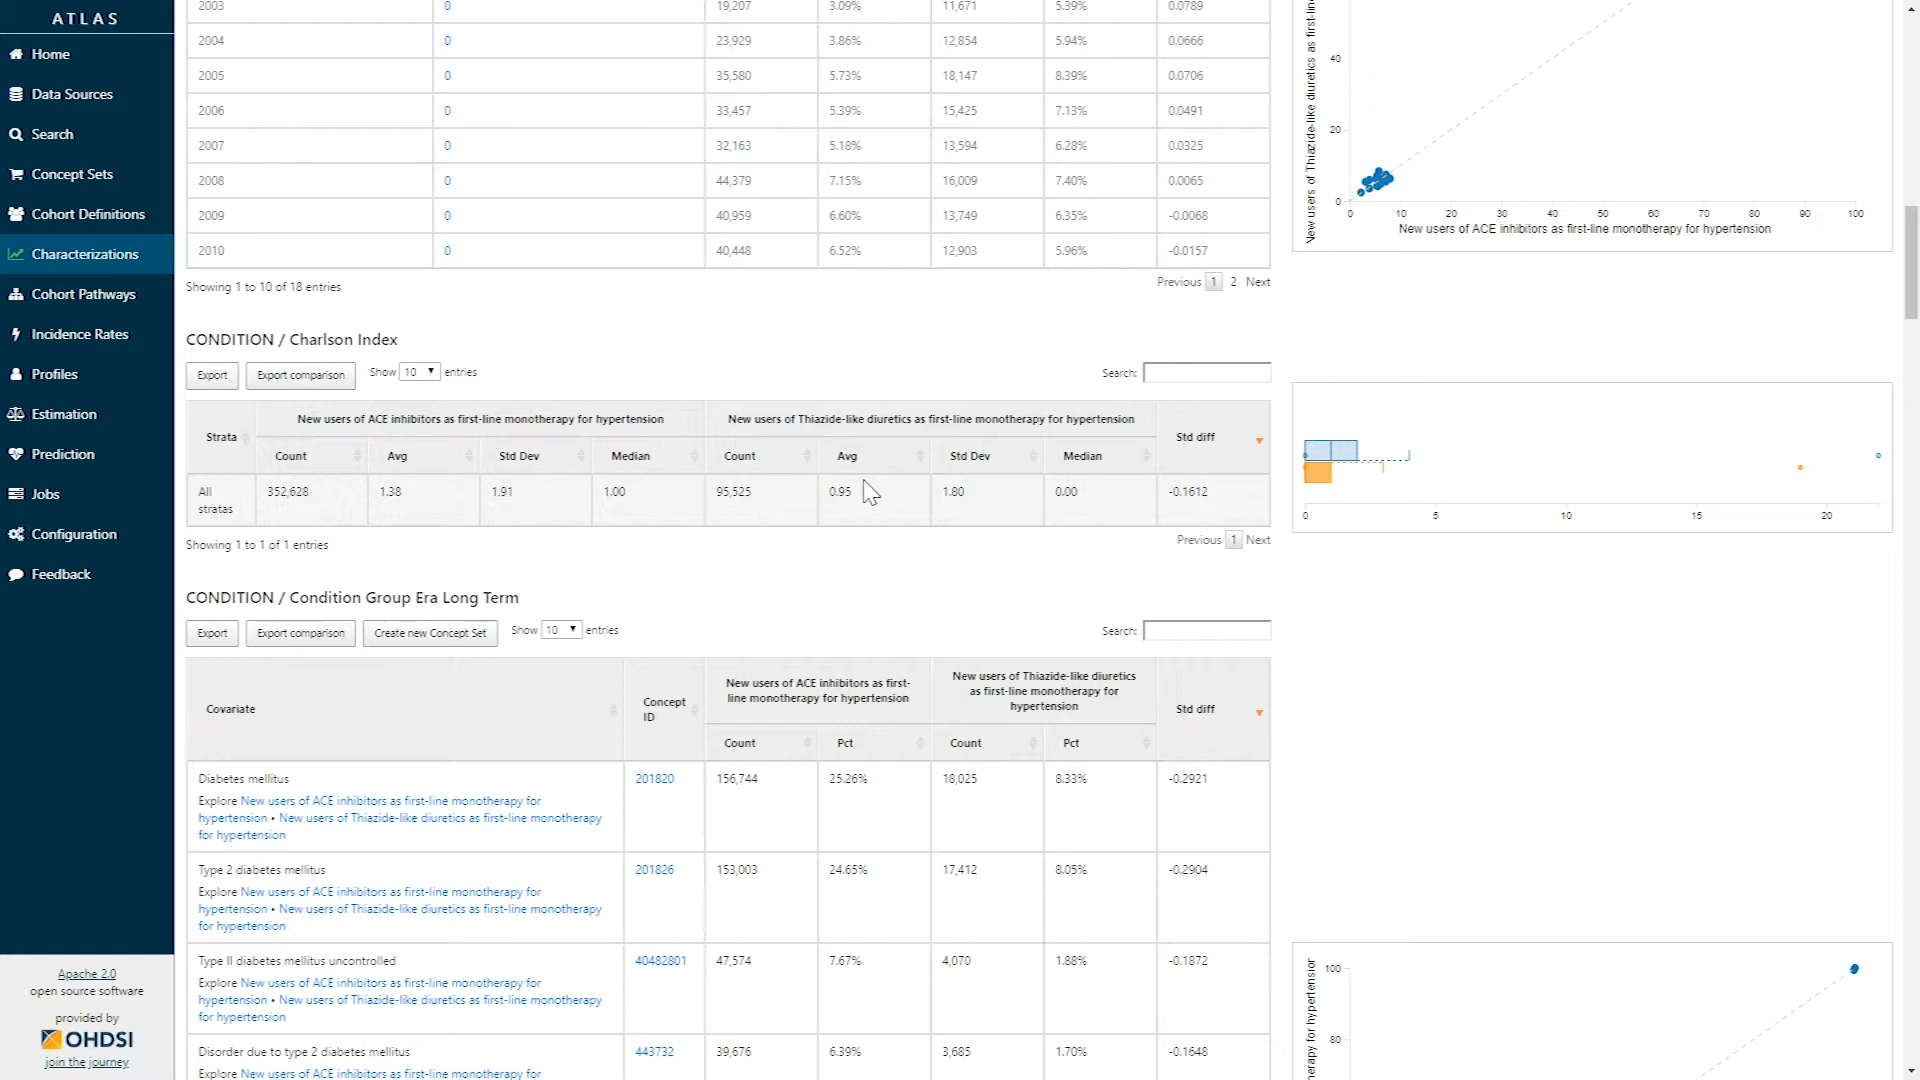 ATLAS
Home
Data Sources
Search
Concept Sets
Cohort Definitions
Characterizations
Cohort Pathways
Incidence Rates
Profiles
Estimation
Prediction
Jobs
Configuration
Feedback
Apache 2.0
open source software
provided by
OHDSI
join the journey
2003 0 19,207 3.09% 11,671 5.39% 0.0789
2004 0 23,929 3.86% 12,854 5.94% 0.0666
2005 0 35,580 5.73% 18,147 8.39% 0.0706
2006 0 33,457 5.39% 15,425 7.13% 0.0491
2007 0 32,163 5.18% 13,594 6.28% 0.0325
2008 0 44,379 7.15% 16,009 7.40% 0.0065
2009 0 40,959 6.60% 13,749 6.35% -0.0068
2010 0 40,448 6.52% 12,903 5.96% -0.0157
Showing 1 to 10 of 18 entries
Previous 1 2 Next
New users of Thiazide-like diuretics as first-line
40
20
0
0 10 20 30 40 50 60 70 80 90 100
New users of ACE inhibitors as first-line monotherapy for hypertension
CONDITION / Charlson Index
Export Export comparison Show 10 entries
Search:
Strata New users of ACE inhibitors as first-line monotherapy for hypertension New users of Thiazide-like diuretics as first-line monotherapy for hypertension Std diff
Count Avg Std Dev Median Count Avg Std Dev Median
All
stratas 352,628 1.38 1.91 1.00 95,525 0.95 1.80 0.00 -0.1612
Showing 1 to 1 of 1 entries
Previous 1 Next
0 5 10 15 20
CONDITION / Condition Group Era Long Term
Export Export comparison Create new Concept Set Show 10 entries
Search:
Covariate
Concept
ID
New users of ACE inhibitors as first-
line monotherapy for hypertension
New users of Thiazide-like diuretics
as first-line monotherapy for
hypertension
Std diff
Count Pct Count Pct
Diabetes mellitus 201820 156,744 25.26% 18,025 8.33% -0.2921
Explore New users of ACE inhibitors as first-line monotherapy for
hypertension • New users of Thiazide-like diuretics as first-line monotherapy
for hypertension
Type 2 diabetes mellitus 201826 153,003 24.65% 17,412 8.05% -0.2904
Explore New users of ACE inhibitors as first-line monotherapy for
hypertension • New users of Thiazide-like diuretics as first-line monotherapy
for hypertension
Type II diabetes mellitus uncontrolled 40482801 47,574 7.67% 4,070 1.88% -0.1872
Explore New users of ACE inhibitors as first-line monotherapy for
hypertension • New users of Thiazide-like diuretics as first-line monotherapy
for hypertension
Disorder due to type 2 diabetes mellitus 443732 39,676 6.39% 3,685 1.70% -0.1648
Explore New users of ACE inhibitors as first-line monotherapy for
100
80
for hypertension